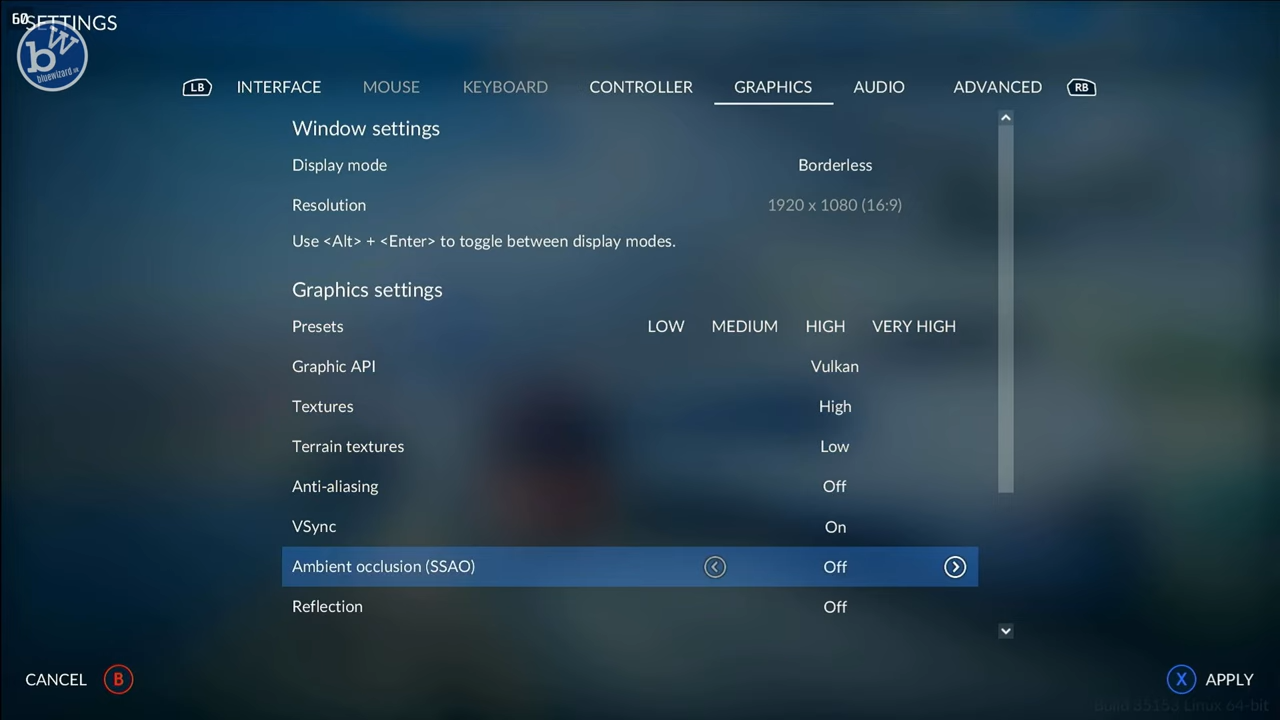 60
SETTINGS
bw
bluewizard
LB INTERFACE MOUSE KEYBOARD CONTROLLER GRAPHICS AUDIO ADVANCED RB
Window settings
Display mode Borderless
Resolution 1920 x 1080 (16:9)
Use <Alt> + <Enter> to toggle between display modes.
Graphics settings
Presets LOW MEDIUM HIGH VERY HIGH
Graphic API Vulkan
Textures High
Terrain textures Low
Anti-aliasing Off
VSync On
Ambient occlusion (SSAO) Off
Reflection Off
CANCEL B X APPLY
Build 35153 Linux 64-bit